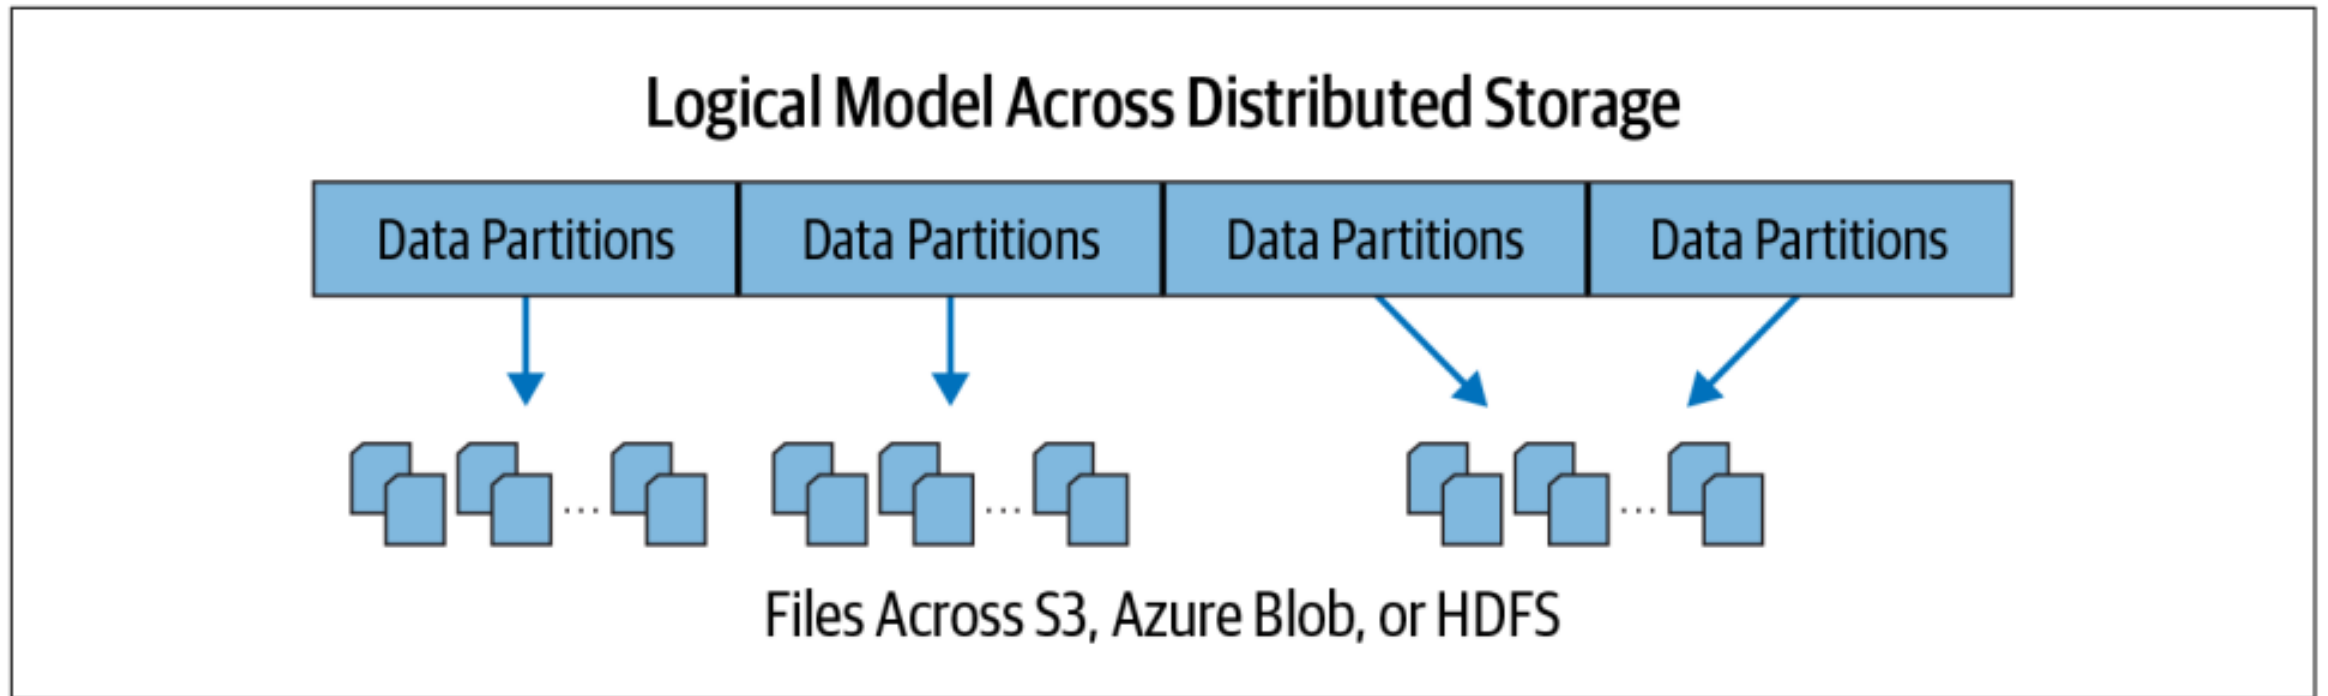 Logical Model Across Distributed Storage
Data Partitions Data Partitions Data Partitions Data Partitions
... ... ...
Files Across S3, Azure Blob, or HDFS